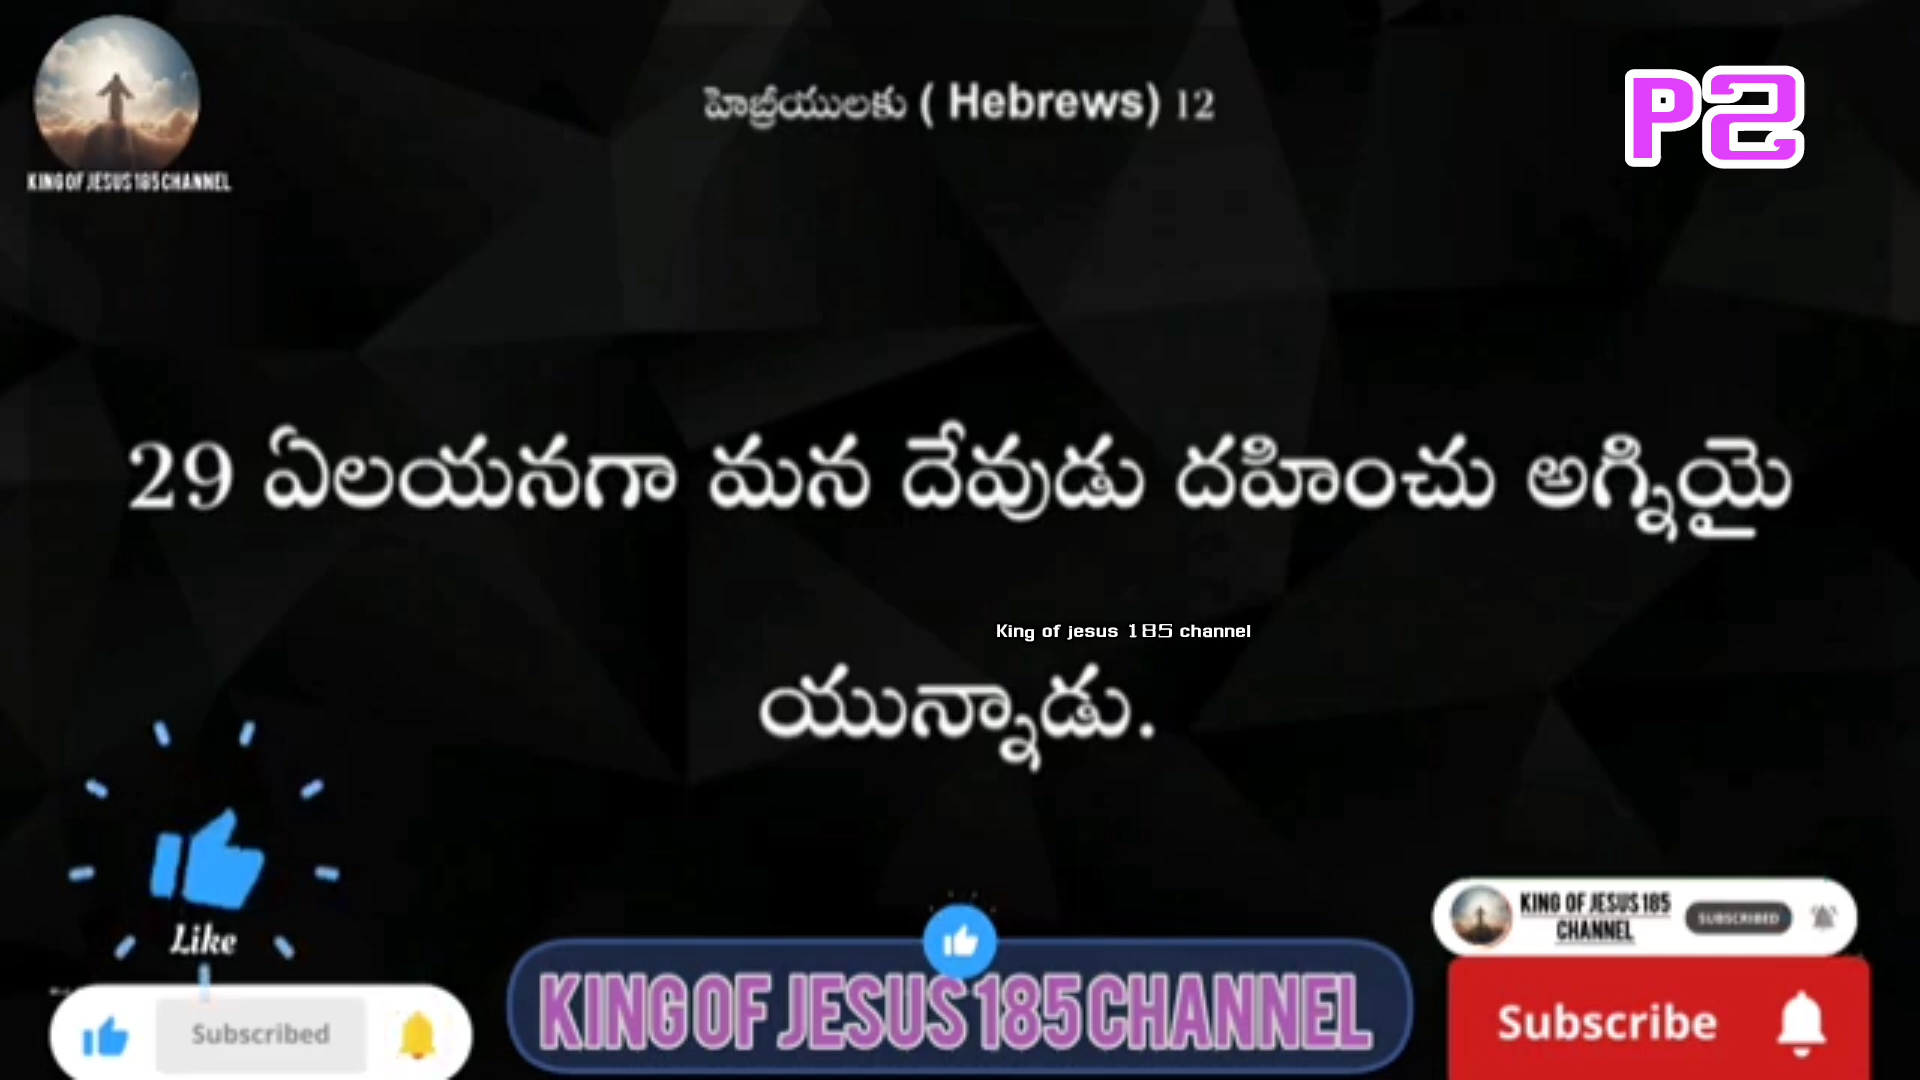 హెబ్రీయులకు ( Hebrews) 12
P2
KING OF JESUS 185 CHANNEL
29 ఏలయనగా మన దేవుడు దహించు అగ్నియై
King of jesus 185 channel
యున్నాడు.
Like
Subscribed
KING OF JESUS 185 CHANNEL
KING OF JESUS 185
CHANNEL
SUBSCRIBED
Subscribe